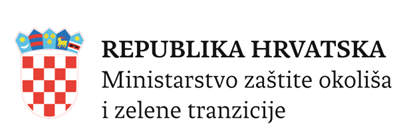 REPUBLIKA HRVATSKA
Ministarstvo zaštite okoliša
i zelene tranzicije